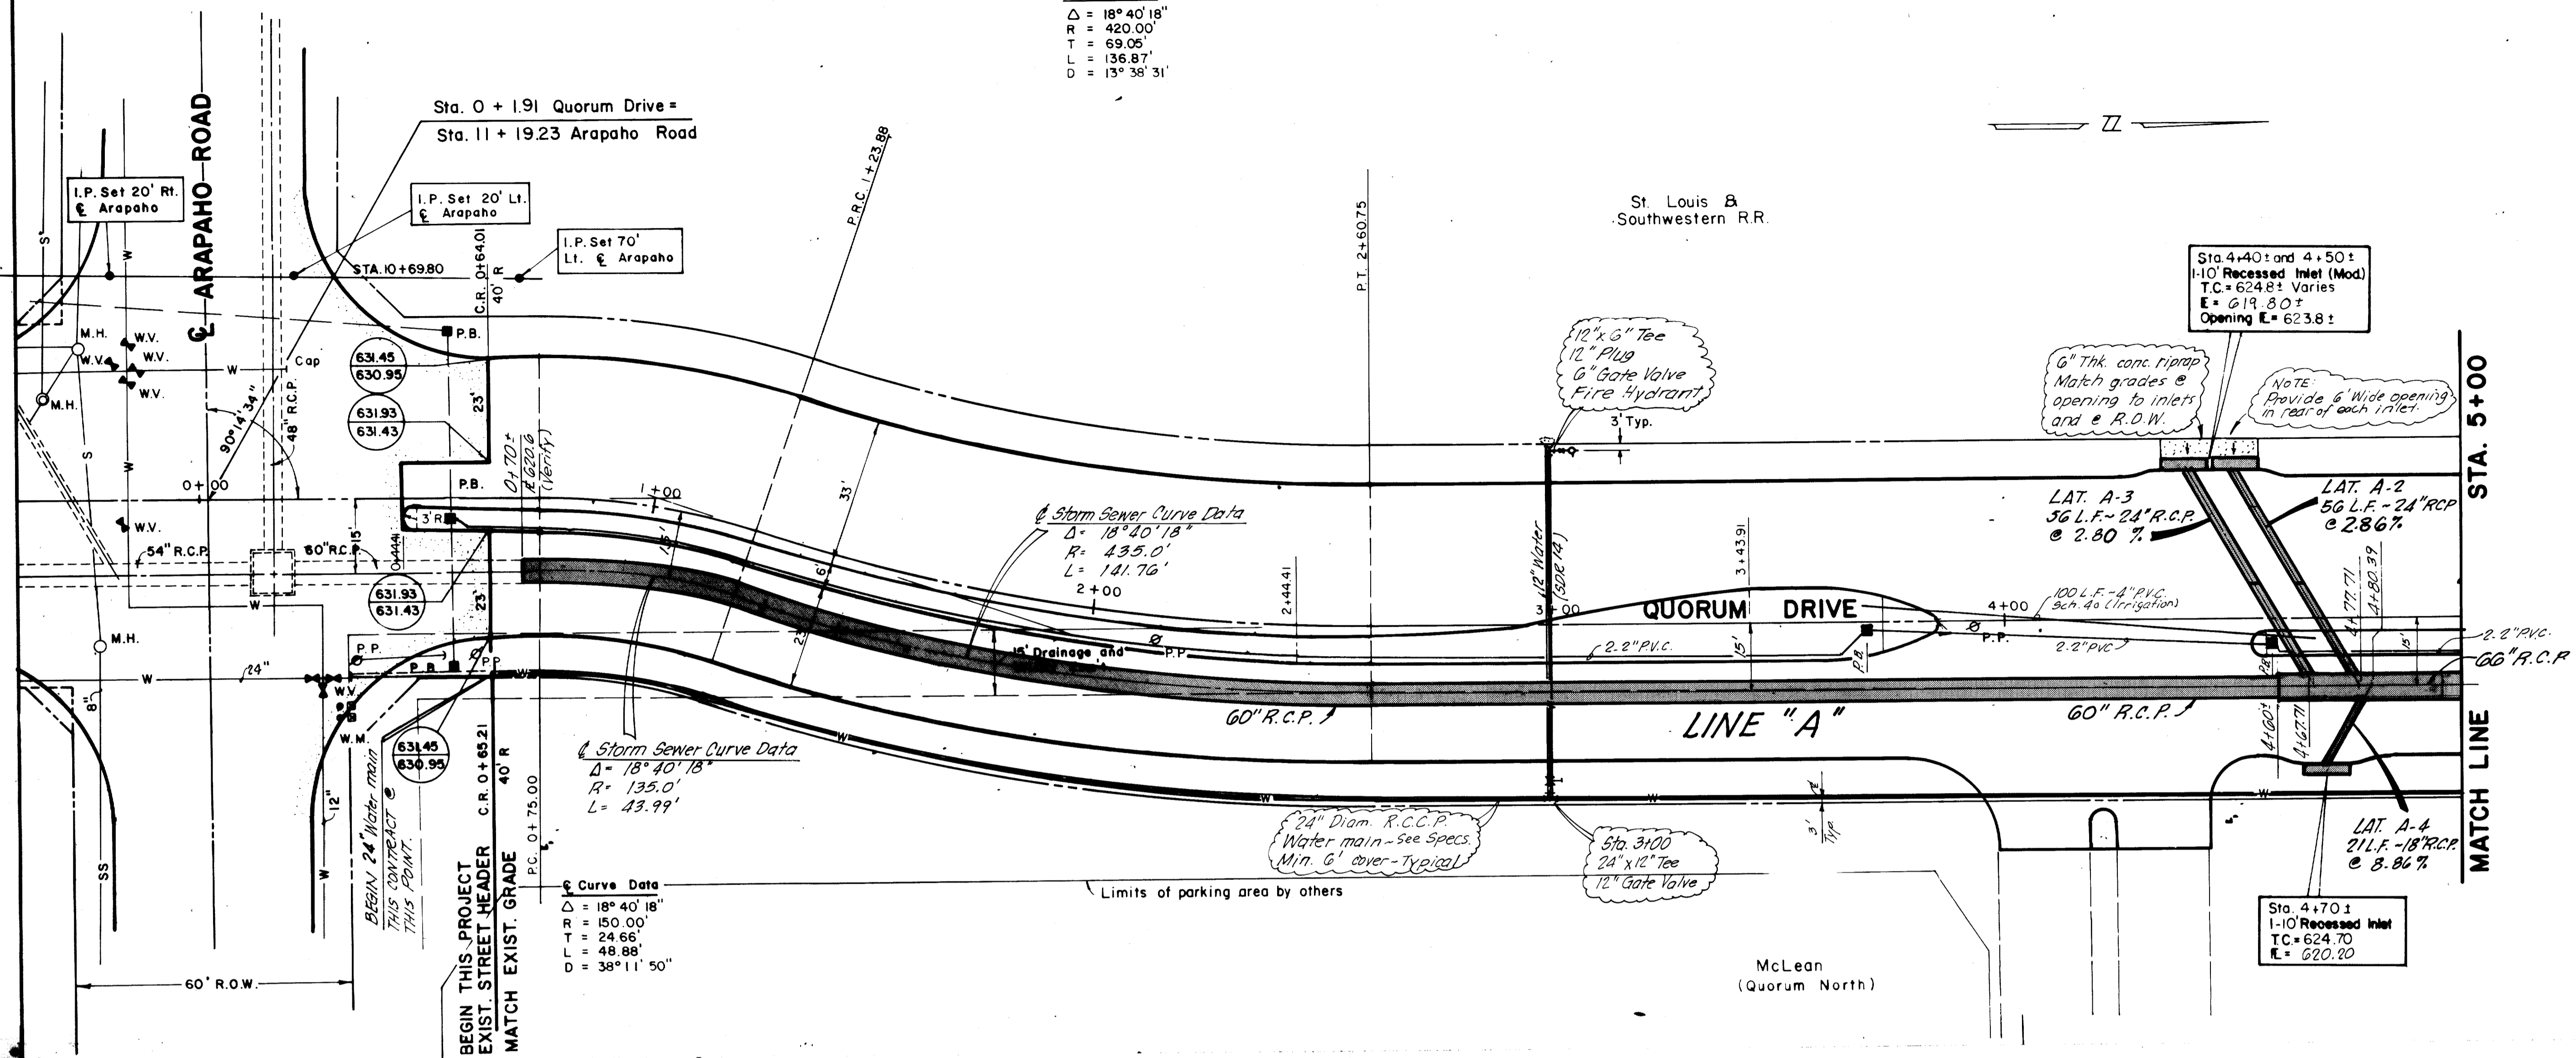 Δ = 18° 40' 18"
R = 420.00'
T = 69.05'
L = 136.87'
D = 13° 38' 31'
Sta. 0 + 1.91 Quorum Drive =
Sta. 11 + 19.23 Arapaho Road
℄ ARAPAHO ROAD
I.P. Set 20' Rt.
℄ Arapaho
I.P. Set 20' Lt.
℄ Arapaho
I.P. Set 70'
Lt. ℄ Arapaho
STA. 10 + 69.80
C.R. 0+64.01
40' R
P.R.C. 1 + 23.88
P.T. 2+60.75
St. Louis &
Southwestern R.R.
Sta. 4+40± and 4+50±
1-10' Recessed Inlet (Mod.)
T.C.= 624.8± Varies
℄= 619.80±
Opening ℄= 623.8±
12"x 6" Tee
12" Plug
6" Gate Valve
Fire Hydrant
3' Typ.
6" Thk. conc. riprap
Match grades @
opening to inlets
and @ R.O.W.
NOTE:
Provide 6' Wide opening
in rear of each inlet.
STA. 5+00
MATCH LINE
M.H.
W.V.
W.V.
W.V.
W.V.
M.H.
W
S
Cap
48" R.C.P.
90° 14' 34"
P.B.
631.45
630.95
631.93
631.43
23'
0+70±
℄ 620.6
(Verify)
P.B.
3' R.
0+00
W.V.
54" R.C.P.
60" R.C.P.
15'
0+44.41
631.93
631.43
23'
1+00
15'
33'
6'
23'
℄ Storm Sewer Curve Data
Δ= 18° 40' 18"
R= 435.0'
L= 141.76'
2+00
2+44.41
12" Water
(SDR 14)
3+00
3+43.91
QUORUM DRIVE
15'
4+00
100 L.F.-4" P.V.C.
Sch. 40 (Irrigation)
P.P.
2-2" P.V.C.
P.B.
2-2" PVC
P.P.
15' Drainage and
LAT. A-3
56 L.F.~24" R.C.P.
@ 2.80 %
LAT. A-2
56 L.F.~24" RCP
@ 2.86%
4+77.71
4+80.39
15'
2-2" P.V.C.
66" R.C.P
P.B.
4+60±
4+67.71
60" R.C.P.
LINE "A"
60" R.C.P.
M.H.
P.P.
P.B.
P.P.
24"
W
W.V.
W.M.
8"
12"
SS
60' R.O.W.
BEGIN 24" Water main
THIS CONTRACT @
THIS POINT.
631.45
630.95
C.R. 0+65.21
40' R
P.C. 0+75.00
BEGIN THIS PROJECT
EXIST. STREET HEADER
MATCH EXIST. GRADE
℄ Storm Sewer Curve Data
Δ= 18° 40' 18"
R= 135.0'
L= 43.99'
℄ Curve Data
Δ = 18° 40' 18"
R = 150.00'
T = 24.66'
L = 48.88'
D = 38° 11' 50"
Limits of parking area by others
24" Diam. R.C.C.P.
Water main ~ See Specs.
Min. 6' cover - Typical
Sta. 3+00
24"x12" Tee
12" Gate Valve
3'
Typ.
LAT. A-4
21 L.F. ~18" R.C.P.
@ 8.86%
Sta. 4+70±
1-10' Recessed Inlet
T.C.= 624.70
℄= 620.20
McLean
(Quorum North)